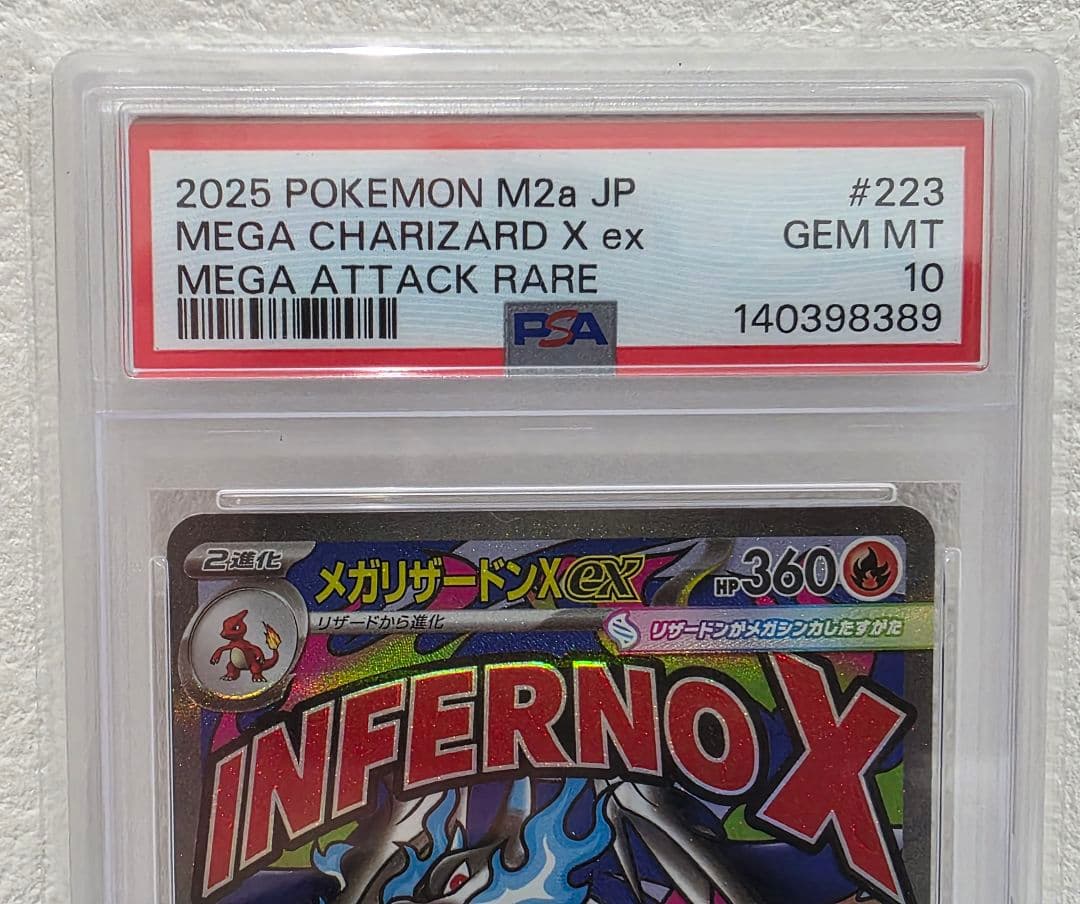 2025 POKEMON M2a JP #223
MEGA CHARIZARD X ex GEM MT
MEGA ATTACK RARE 10
140398389
PSA
2進化
メガリザードンXex HP360
リザードから進化
リザードンがメガシンカしたすがた
INFERNO X